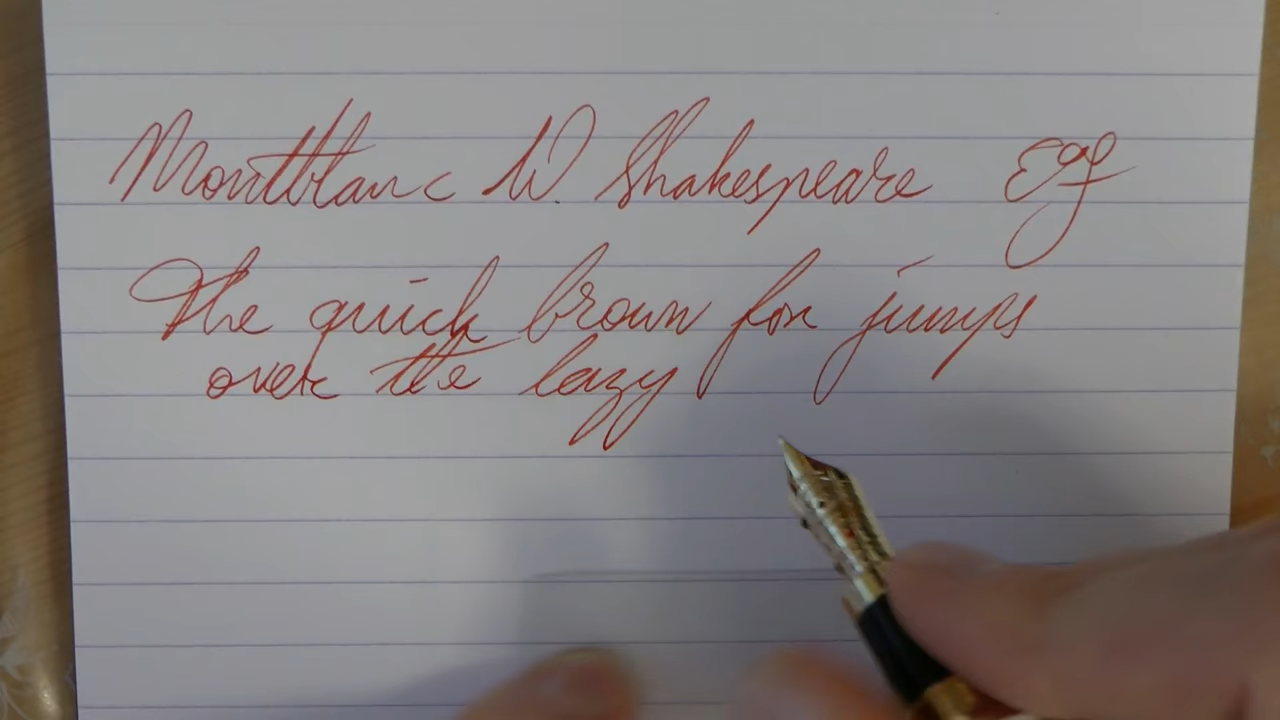 Montblanc W. Shakespeare EF
The quick brown fox jumps
over the lazy